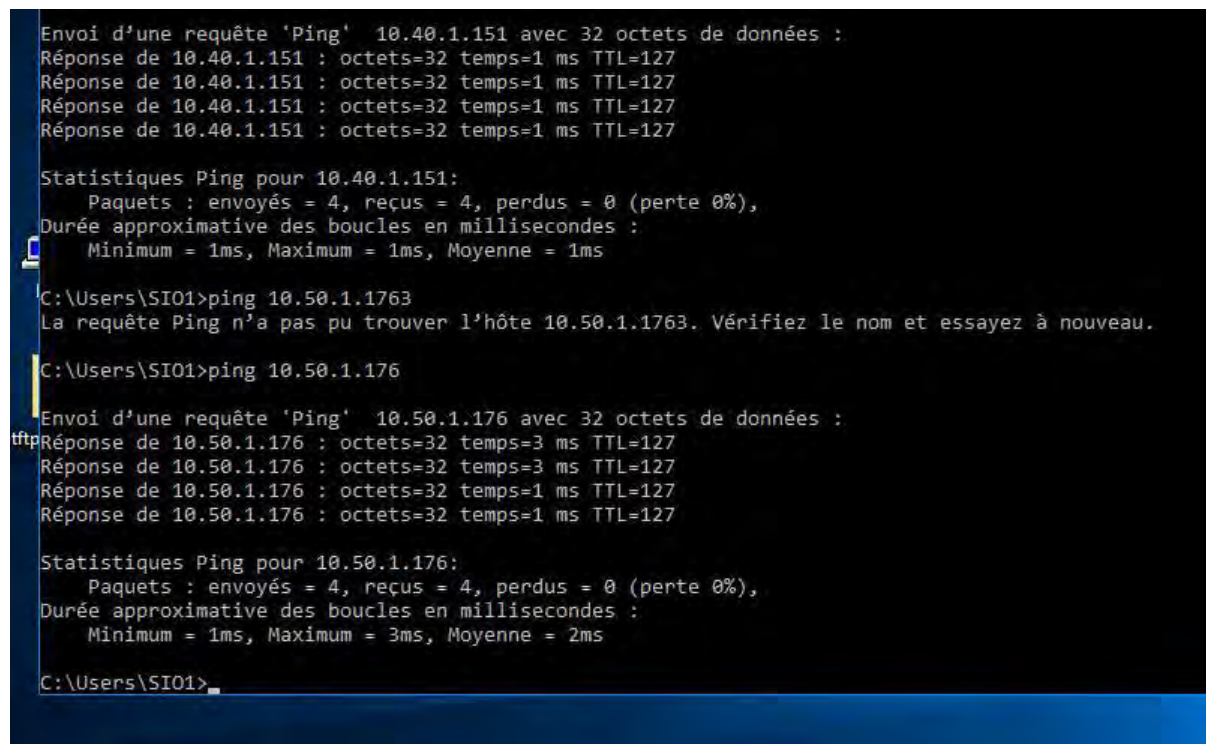 Envoi d'une requête 'Ping'  10.40.1.151 avec 32 octets de données :
Réponse de 10.40.1.151 : octets=32 temps=1 ms TTL=127
Réponse de 10.40.1.151 : octets=32 temps=1 ms TTL=127
Réponse de 10.40.1.151 : octets=32 temps=1 ms TTL=127
Réponse de 10.40.1.151 : octets=32 temps=1 ms TTL=127
Statistiques Ping pour 10.40.1.151:
    Paquets : envoyés = 4, reçus = 4, perdus = 0 (perte 0%),
Durée approximative des boucles en millisecondes :
    Minimum = 1ms, Maximum = 1ms, Moyenne = 1ms
C:\Users\SIO1>ping 10.50.1.1763
La requête Ping n'a pas pu trouver l'hôte 10.50.1.1763. Vérifiez le nom et essayez à nouveau.
C:\Users\SIO1>ping 10.50.1.176
Envoi d'une requête 'Ping'  10.50.1.176 avec 32 octets de données :
tftp
Réponse de 10.50.1.176 : octets=32 temps=3 ms TTL=127
Réponse de 10.50.1.176 : octets=32 temps=3 ms TTL=127
Réponse de 10.50.1.176 : octets=32 temps=1 ms TTL=127
Réponse de 10.50.1.176 : octets=32 temps=1 ms TTL=127
Statistiques Ping pour 10.50.1.176:
    Paquets : envoyés = 4, reçus = 4, perdus = 0 (perte 0%),
Durée approximative des boucles en millisecondes :
    Minimum = 1ms, Maximum = 3ms, Moyenne = 2ms
C:\Users\SIO1>